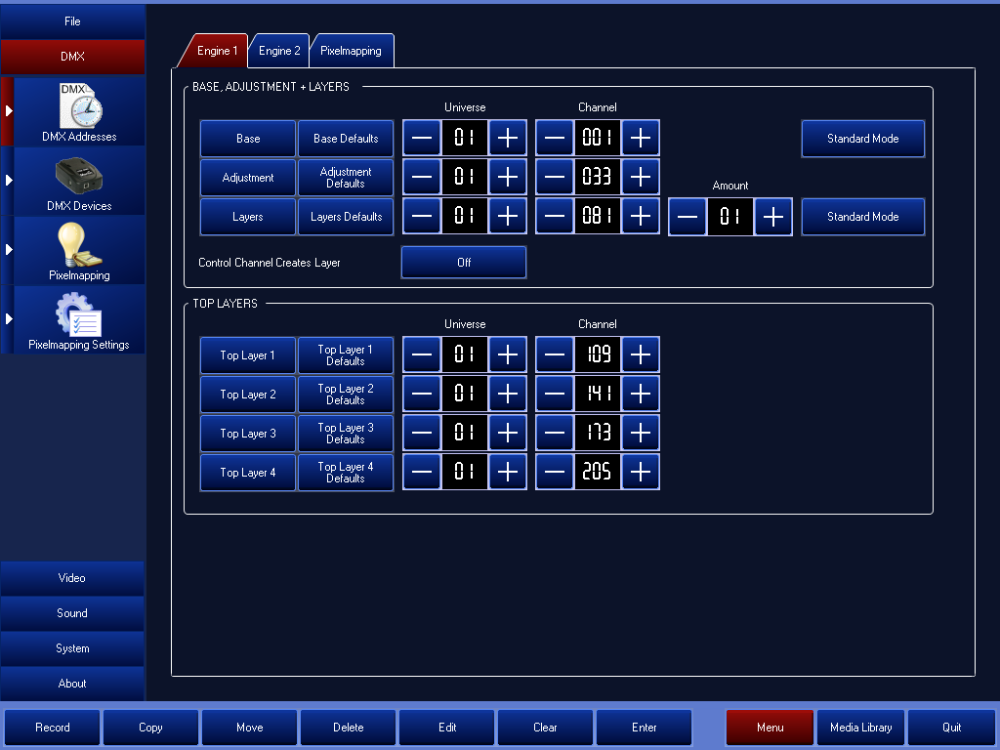 File
DMX
DMX
DMX Addresses
DMX Devices
Pixelmapping
Pixelmapping Settings
Video
Sound
System
About
Engine 1 Engine 2 Pixelmapping
BASE, ADJUSTMENT + LAYERS
Universe Channel
Base Base Defaults 01 001 Standard Mode
Adjustment Adjustment Defaults 01 033
Amount
Layers Layers Defaults 01 081 01 Standard Mode
Control Channel Creates Layer Off
TOP LAYERS
Universe Channel
Top Layer 1 Top Layer 1 Defaults 01 109
Top Layer 2 Top Layer 2 Defaults 01 141
Top Layer 3 Top Layer 3 Defaults 01 173
Top Layer 4 Top Layer 4 Defaults 01 205
Record Copy Move Delete Edit Clear Enter Menu Media Library Quit